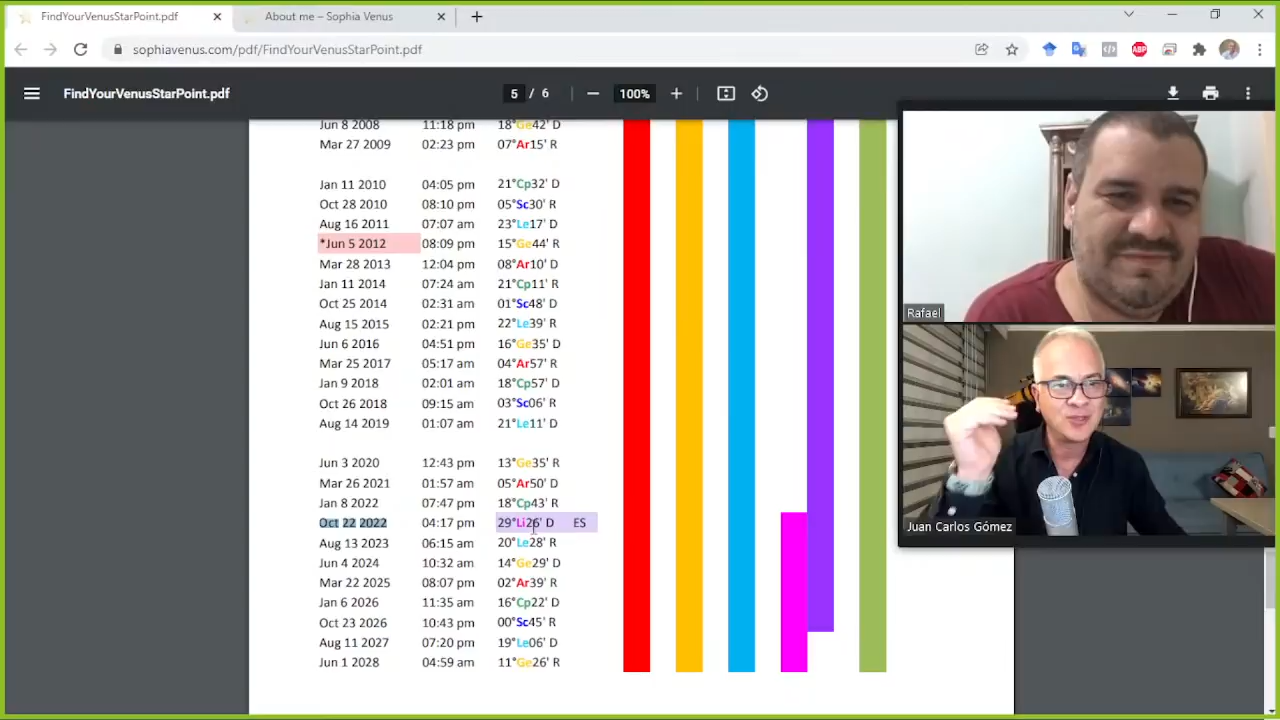 FindYourVenusStarPoint.pdf
About me – Sophia Venus
sophiavenus.com/pdf/FindYourVenusStarPoint.pdf
ABP
FindYourVenusStarPoint.pdf
5 / 6
100%
Jun 8 2008 11:18 pm 18°Ge42' D
Mar 27 2009 02:23 pm 07°Ar15' R
Jan 11 2010 04:05 pm 21°Cp32' D
Oct 28 2010 08:10 pm 05°Sc30' R
Aug 16 2011 07:07 am 23°Le17' D
*Jun 5 2012 08:09 pm 15°Ge44' R
Mar 28 2013 12:04 pm 08°Ar10' D
Jan 11 2014 07:24 am 21°Cp11' R
Oct 25 2014 02:31 am 01°Sc48' D
Aug 15 2015 02:21 pm 22°Le39' R
Jun 6 2016 04:51 pm 16°Ge35' D
Mar 25 2017 05:17 am 04°Ar57' R
Jan 9 2018 02:01 am 18°Cp57' D
Oct 26 2018 09:15 am 03°Sc06' R
Aug 14 2019 01:07 am 21°Le11' D
Jun 3 2020 12:43 pm 13°Ge35' R
Mar 26 2021 01:57 am 05°Ar50' D
Jan 8 2022 07:47 pm 18°Cp43' R
Oct 22 2022 04:17 pm 29°Li26' D ES
Aug 13 2023 06:15 am 20°Le28' R
Jun 4 2024 10:32 am 14°Ge29' D
Mar 22 2025 08:07 pm 02°Ar39' R
Jan 6 2026 11:35 am 16°Cp22' D
Oct 23 2026 10:43 pm 00°Sc45' R
Aug 11 2027 07:20 pm 19°Le06' D
Jun 1 2028 04:59 am 11°Ge26' R
Rafael
Juan Carlos Gómez